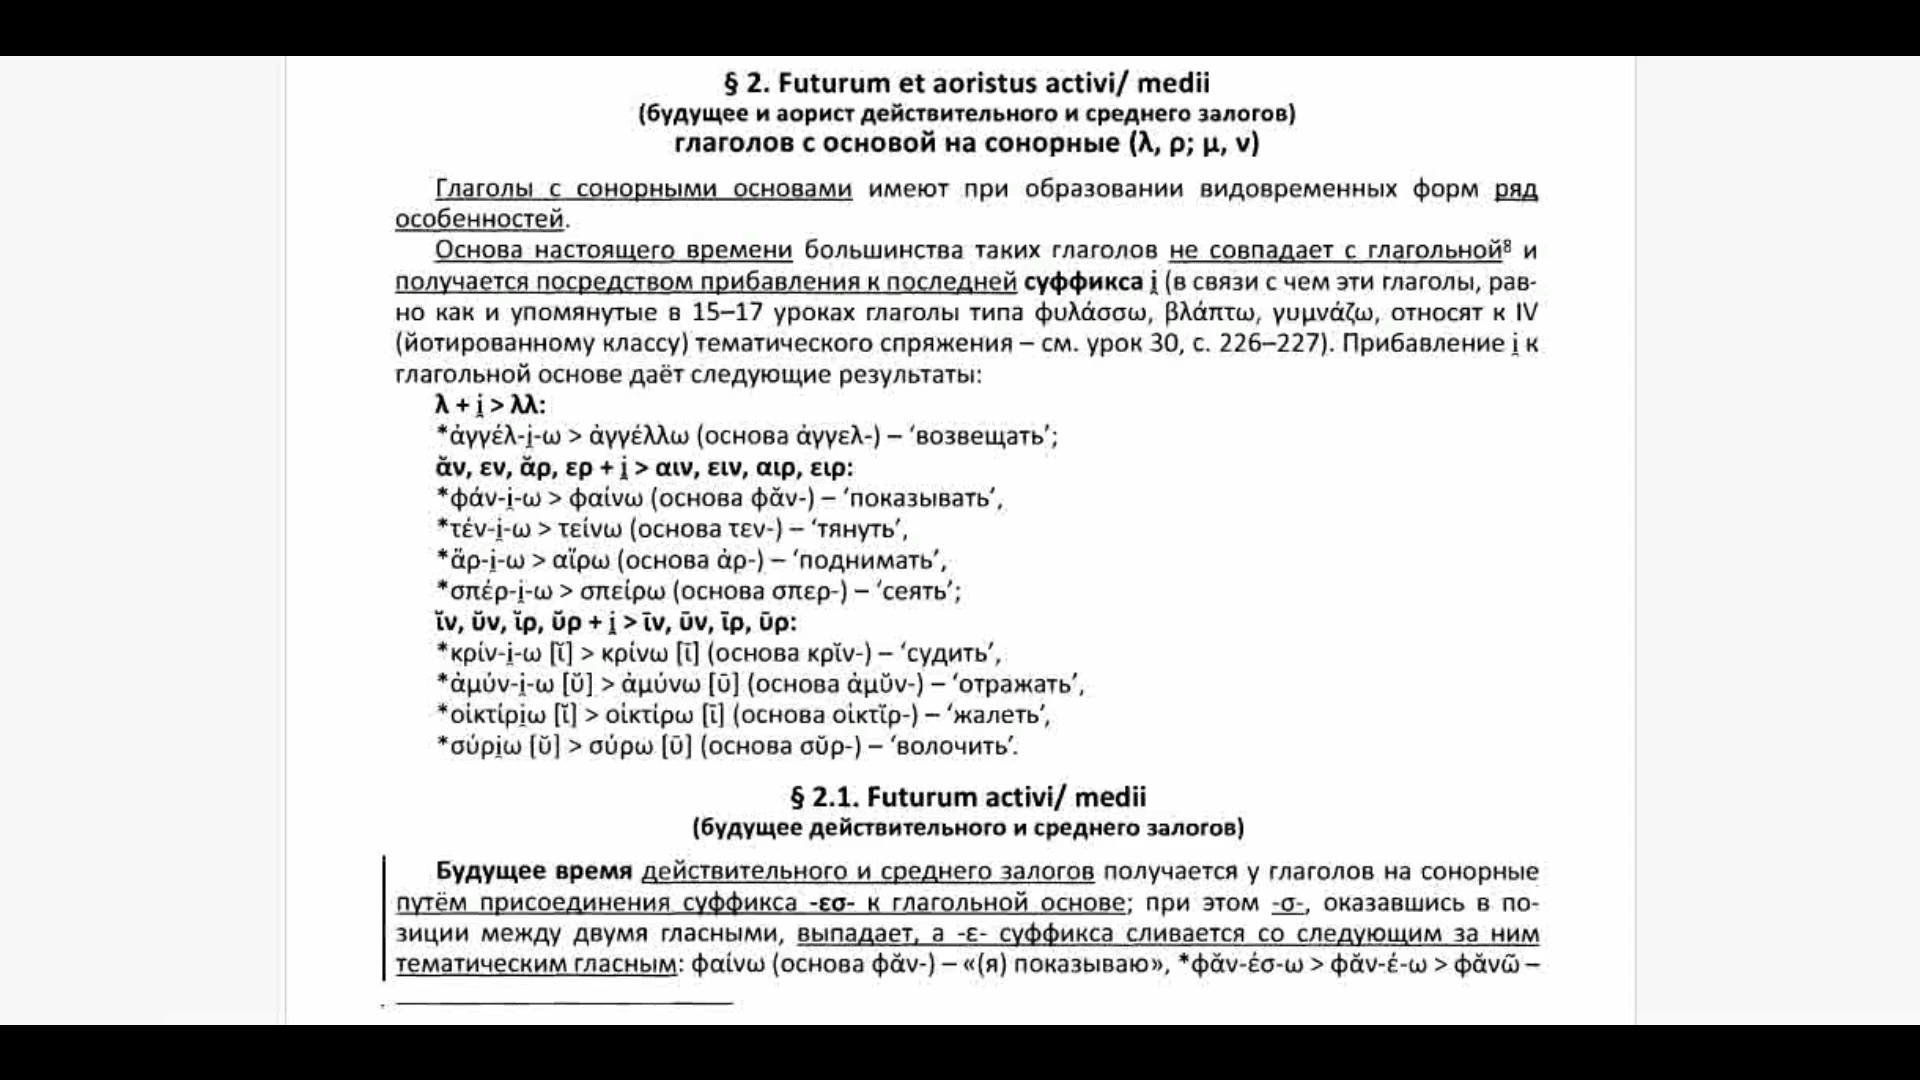 § 2. Futurum et aoristus activi/ medii
(будущее и аорист действительного и среднего залогов)
глаголов с основой на сонорные (λ, ρ; μ, ν)
Глаголы с сонорными основами имеют при образовании видовременных форм ряд
особенностей.
Основа настоящего времени большинства таких глаголов не совпадает с глагольной⁸ и
получается посредством прибавления к последней суффикса i̯ (в связи с чем эти глаголы, рав-
но как и упомянутые в 15–17 уроках глаголы типа φυλάσσω, βλάπτω, γυμνάζω, относят к IV
(йотированному классу) тематического спряжения – см. урок 30, с. 226–227). Прибавление i̯ к
глагольной основе даёт следующие результаты:
λ + i̯ > λλ:
*ἀγγέλ-i̯-ω > ἀγγέλλω (основа ἀγγελ-) – ‘возвещать’;
ᾰν, εν, ᾰρ, ερ + i̯ > αιν, ειν, αιρ, ειρ:
*φάν-i̯-ω > φαίνω (основа φᾰν-) – ‘показывать’,
*τέν-i̯-ω > τείνω (основа τεν-) – ‘тянуть’,
*ἄρ-i̯-ω > αἴρω (основа ἀρ-) – ‘поднимать’,
*σπέρ-i̯-ω > σπείρω (основа σπερ-) – ‘сеять’;
ῐν, ῠν, ῐρ, ῠρ + i̯ > ῑν, ῡν, ῑρ, ῡρ:
*κρίν-i̯-ω [ῐ] > κρίνω [ῑ] (основа κρῐν-) – ‘судить’,
*ἀμύν-i̯-ω [ῠ] > ἀμύνω [ῡ] (основа ἀμῠν-) – ‘отражать’,
*οἰκτίρi̯ω [ῐ] > οἰκτίρω [ῑ] (основа οἰκτῐρ-) – ‘жалеть’,
*σύρi̯ω [ῠ] > σύρω [ῡ] (основа σῠρ-) – ‘волочить’.
§ 2.1. Futurum activi/ medii
(будущее действительного и среднего залогов)
Будущее время действительного и среднего залогов получается у глаголов на сонорные
путём присоединения суффикса -εσ- к глагольной основе; при этом -σ-, оказавшись в по-
зиции между двумя гласными, выпадает, а -ε- суффикса сливается со следующим за ним
тематическим гласным: φαίνω (основа φᾰν-) – «(я) показываю», *φᾰν-έσ-ω > φᾰν-έ-ω > φᾰνῶ –